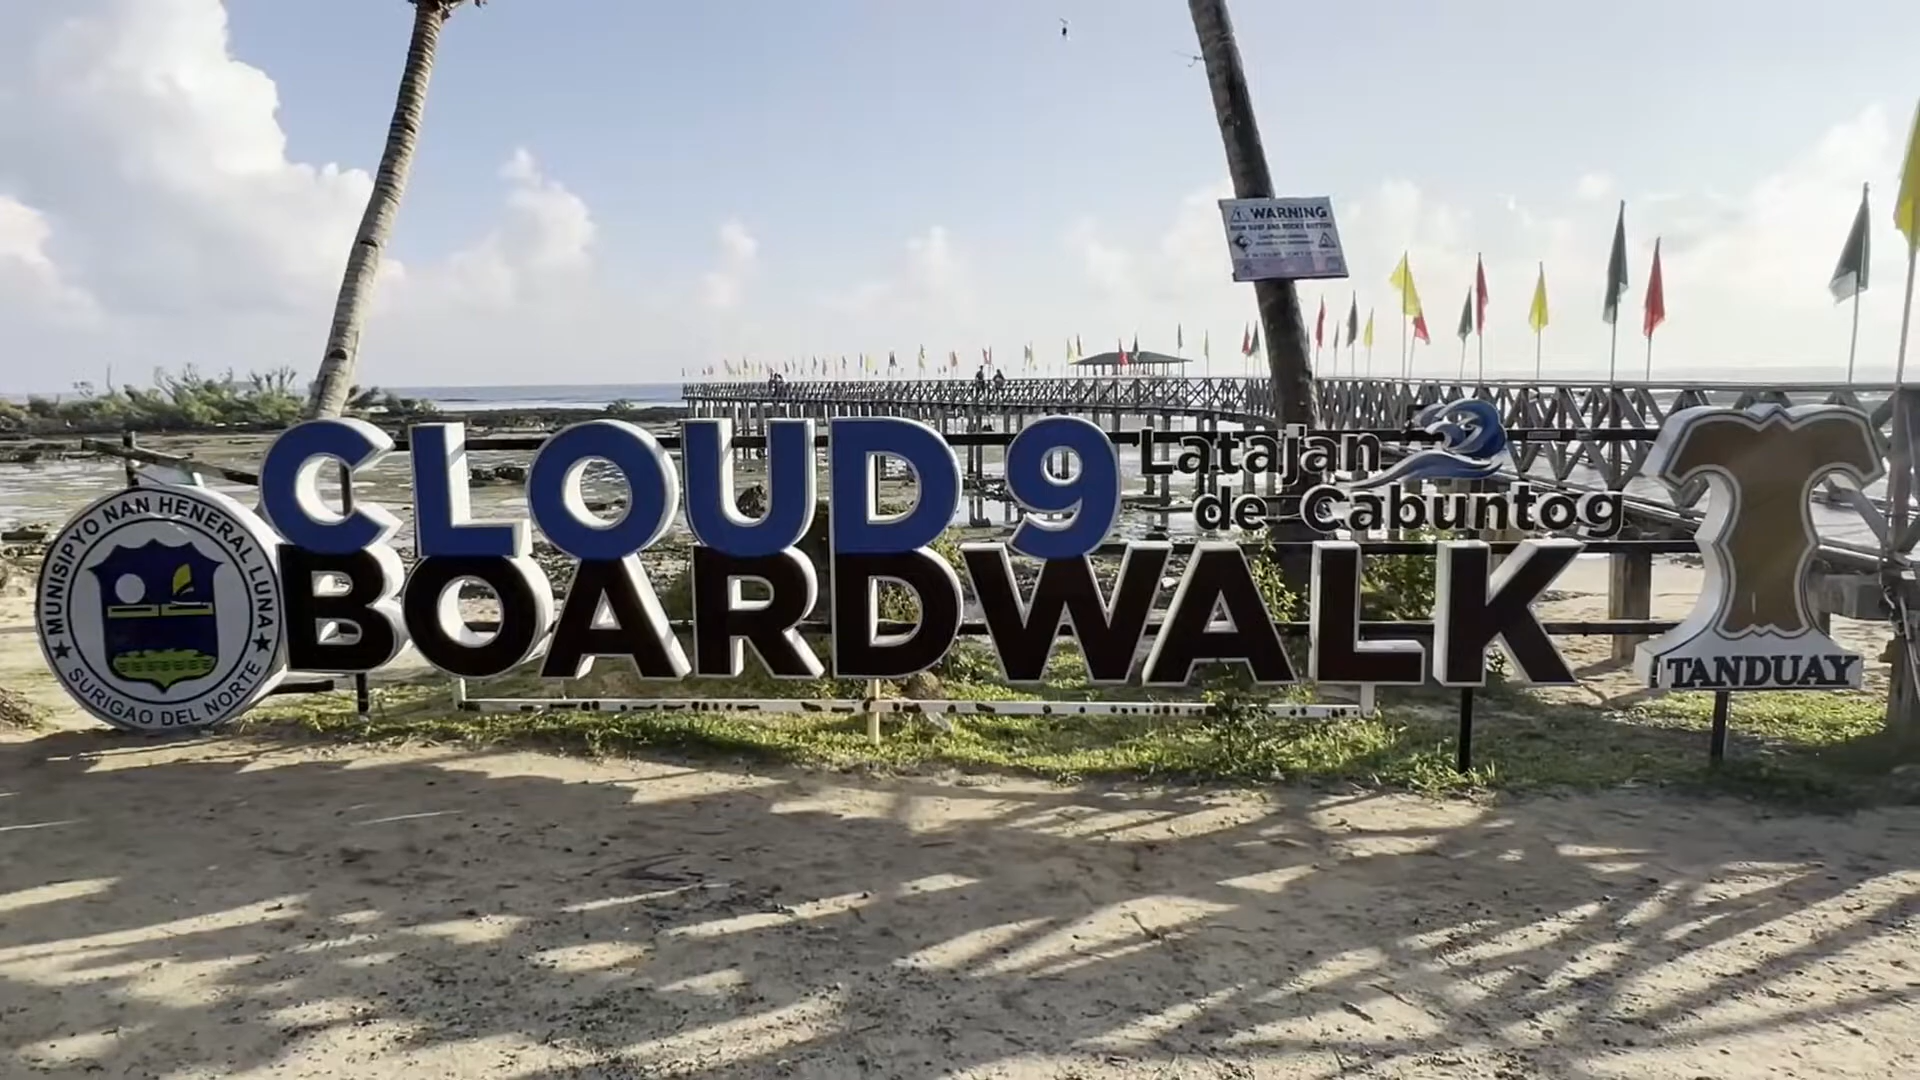 CLOUD 9
Latajan
de Cabuntog
BOARDWALK
MUNISIPYO NAN HENERAL LUNA
SURIGAO DEL NORTE
TANDUAY
WARNING